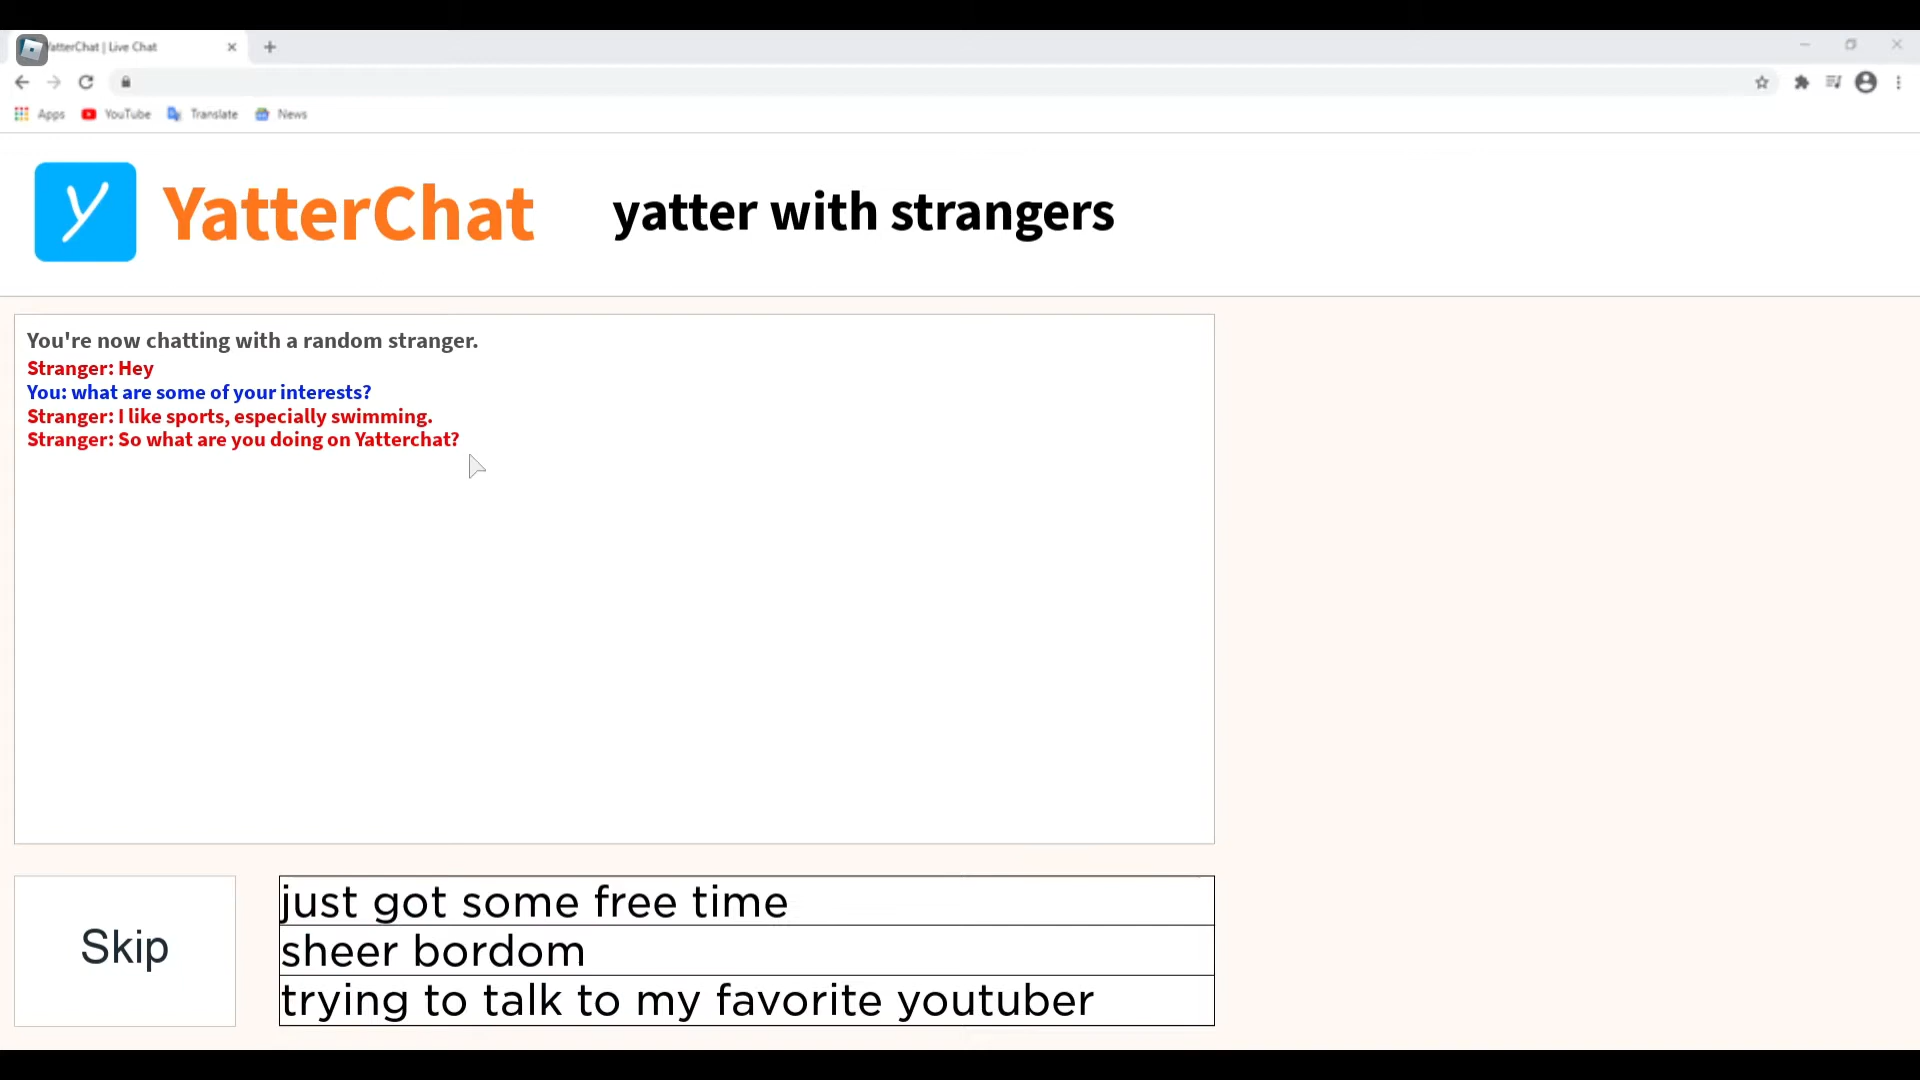 YatterChat | Live Chat
Apps YouTube Translate News
Y YatterChat yatter with strangers
You're now chatting with a random stranger.
Stranger: Hey
You: what are some of your interests?
Stranger: I like sports, especially swimming.
Stranger: So what are you doing on Yatterchat?
just got some free time
Skip
sheer bordom
trying to talk to my favorite youtuber